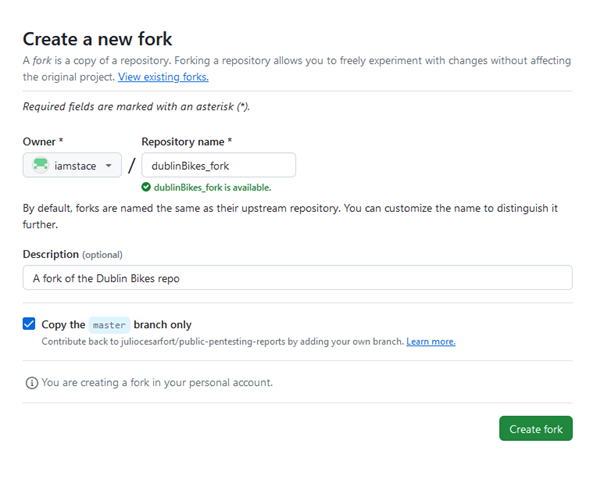 Create a new fork
A fork is a copy of a repository. Forking a repository allows you to freely experiment with changes without affecting
the original project. View existing forks.
Required fields are marked with an asterisk (*).
Owner *
Repository name *
iamstace
/
dublinBikes_fork
dublinBikes_fork is available.
By default, forks are named the same as their upstream repository. You can customize the name to distinguish it
further.
Description (optional)
A fork of the Dublin Bikes repo
Copy the master branch only
Contribute back to juliocesarfort/public-pentesting-reports by adding your own branch. Learn more.
You are creating a fork in your personal account.
Create fork